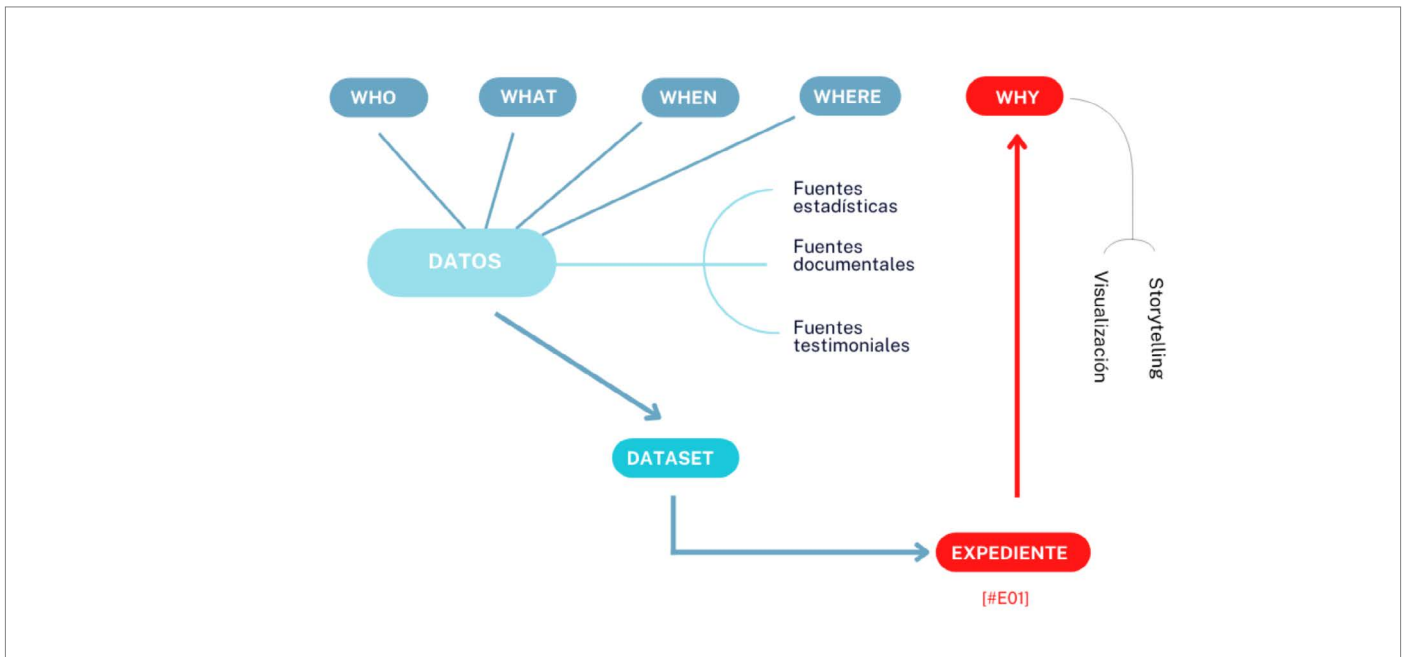 WHO
WHAT
WHEN
WHERE
WHY
Fuentes
estadísticas
DATOS
Fuentes
documentales
Fuentes
testimoniales
Visualización
Storytelling
DATASET
EXPEDIENTE
[#E01]